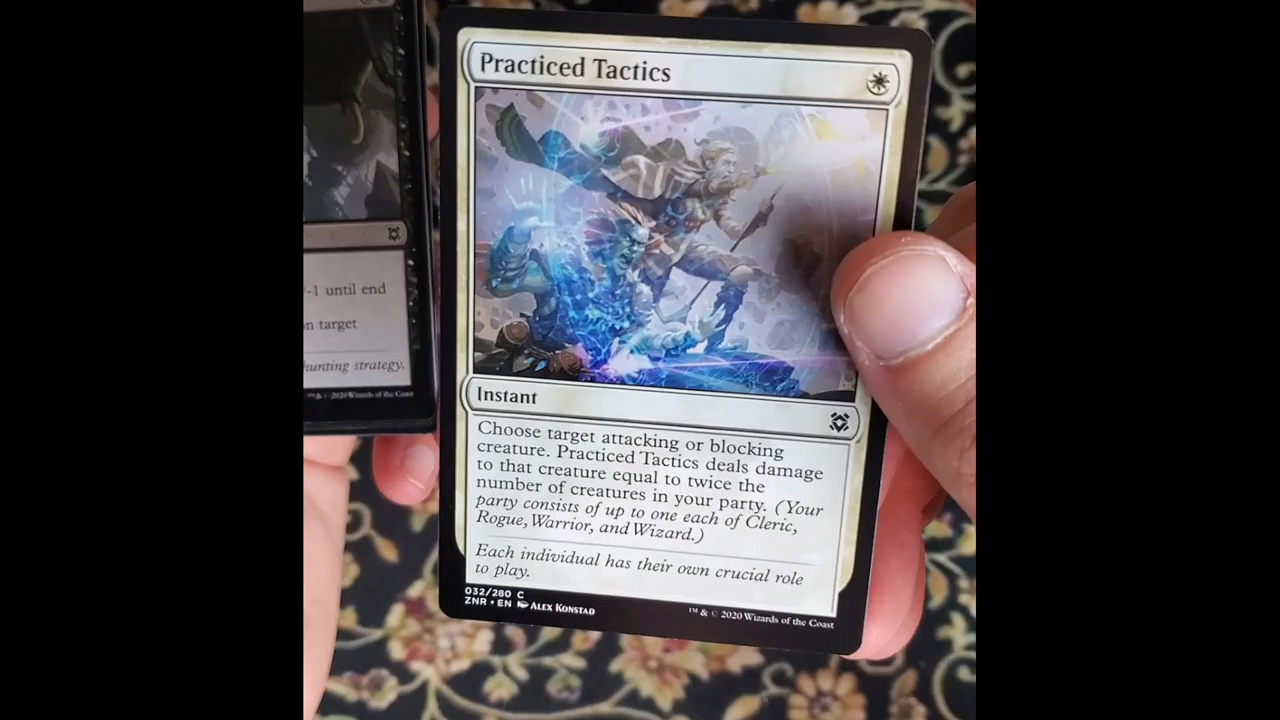 -1 until end
target
hunting strategy.
™ & © 2020 Wizards of the Coast
Practiced Tactics
Instant
Choose target attacking or blocking
creature. Practiced Tactics deals damage
to that creature equal to twice the
number of creatures in your party. (Your
party consists of up to one each of Cleric,
Rogue, Warrior, and Wizard.)
Each individual has their own crucial role
to play.
032/280 C
ZNR • EN Alex Konstad
™ & © 2020 Wizards of the Coast